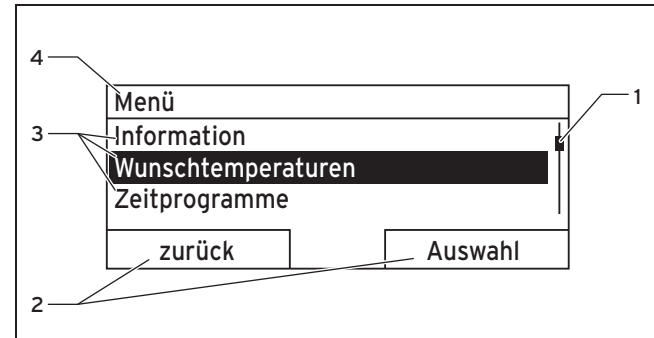 4
Menü
1
3
Information
Wunschtemperaturen
Zeitprogramme
zurück
Auswahl
2